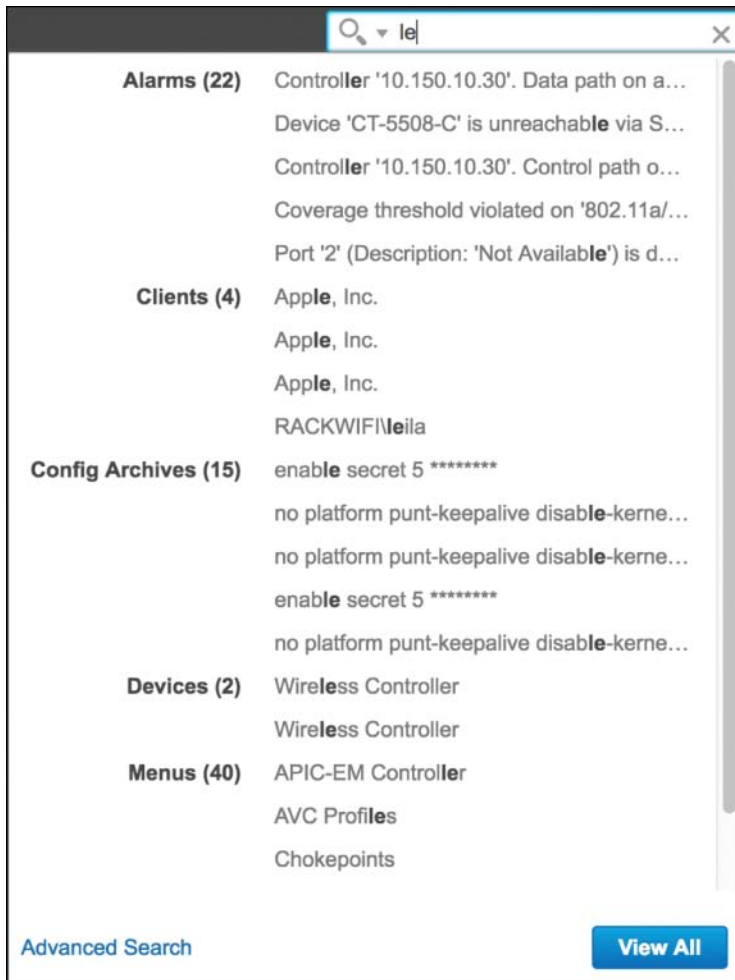 le
Alarms (22) Controller '10.150.10.30'. Data path on a...
Device 'CT-5508-C' is unreachable via S...
Controller '10.150.10.30'. Control path o...
Coverage threshold violated on '802.11a/...
Port '2' (Description: 'Not Available') is d...
Clients (4) Apple, Inc.
Apple, Inc.
Apple, Inc.
RACKWIFI\leila
Config Archives (15) enable secret 5 ********
no platform punt-keepalive disable-kerne...
no platform punt-keepalive disable-kerne...
enable secret 5 ********
no platform punt-keepalive disable-kerne...
Devices (2) Wireless Controller
Wireless Controller
Menus (40) APIC-EM Controller
AVC Profiles
Chokepoints
Advanced Search View All